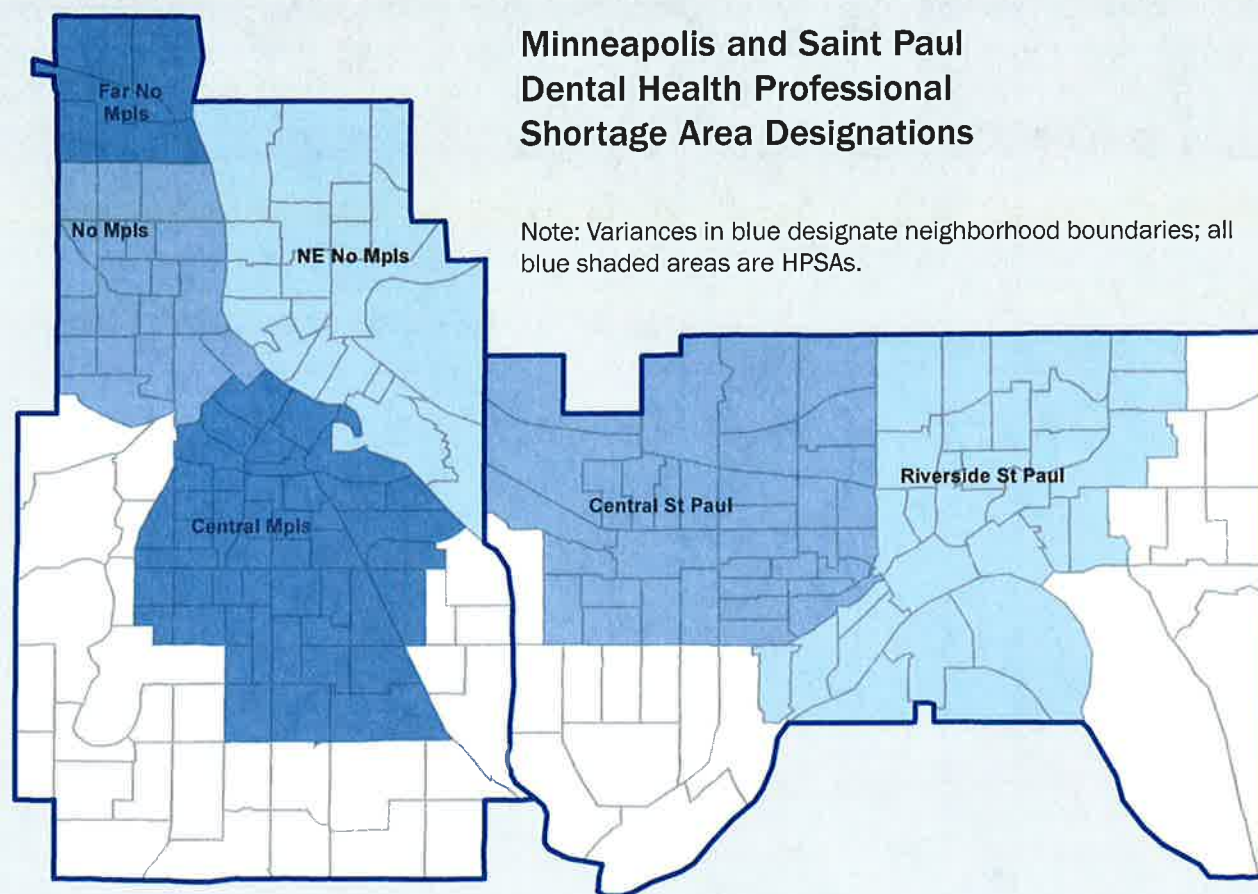 Minneapolis and Saint Paul
Dental Health Professional
Shortage Area Designations
Note: Variances in blue designate neighborhood boundaries; all
blue shaded areas are HPSAs.
Far No
Mpls
No Mpls
NE No Mpls
Central Mpls
Central St Paul
Riverside St Paul